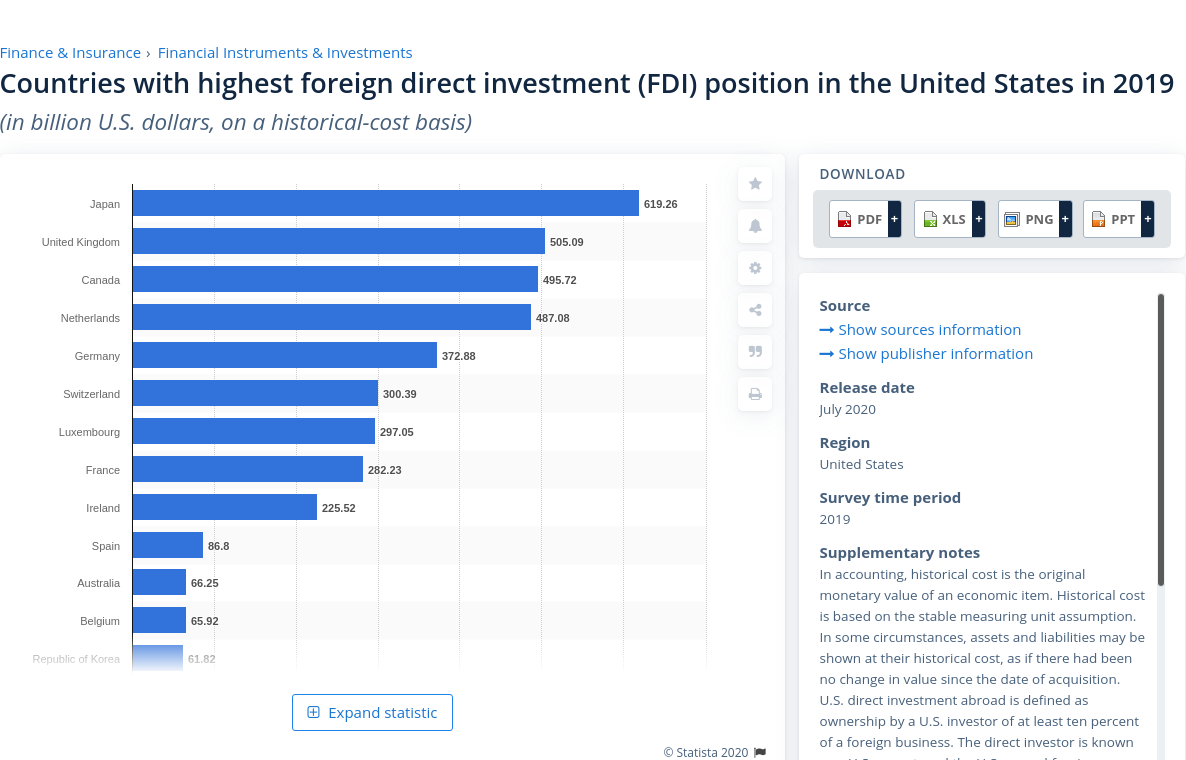 Finance & Insurance › Financial Instruments & Investments
Countries with highest foreign direct investment (FDI) position in the United States in 2019
(in billion U.S. dollars, on a historical-cost basis)
Japan 619.26
United Kingdom 505.09
Canada 495.72
Netherlands 487.08
Germany 372.88
Switzerland 300.39
Luxembourg 297.05
France 282.23
Ireland 225.52
Spain 86.8
Australia 66.25
Belgium 65.92
Republic of Korea 61.82
Expand statistic
© Statista 2020
DOWNLOAD
PDF + XLS + PNG + PPT +
Source
Show sources information
Show publisher information
Release date
July 2020
Region
United States
Survey time period
2019
Supplementary notes
In accounting, historical cost is the original
monetary value of an economic item. Historical cost
is based on the stable measuring unit assumption.
In some circumstances, assets and liabilities may be
shown at their historical cost, as if there had been
no change in value since the date of acquisition.
U.S. direct investment abroad is defined as
ownership by a U.S. investor of at least ten percent
of a foreign business. The direct investor is known